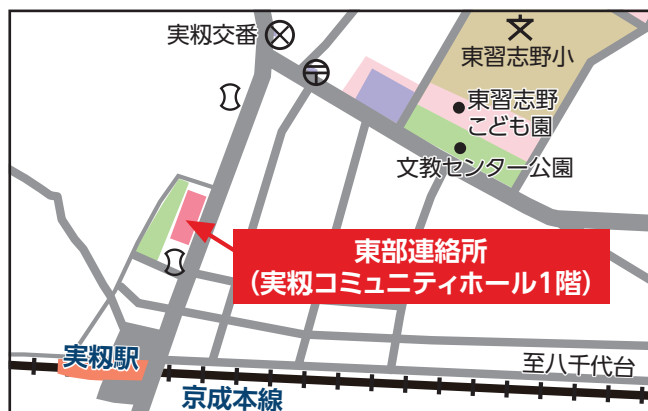 実籾交番
東習志野小
東習志野
こども園
文教センター公園
東部連絡所
(実籾コミュニティホール1階)
実籾駅
至八千代台
京成本線